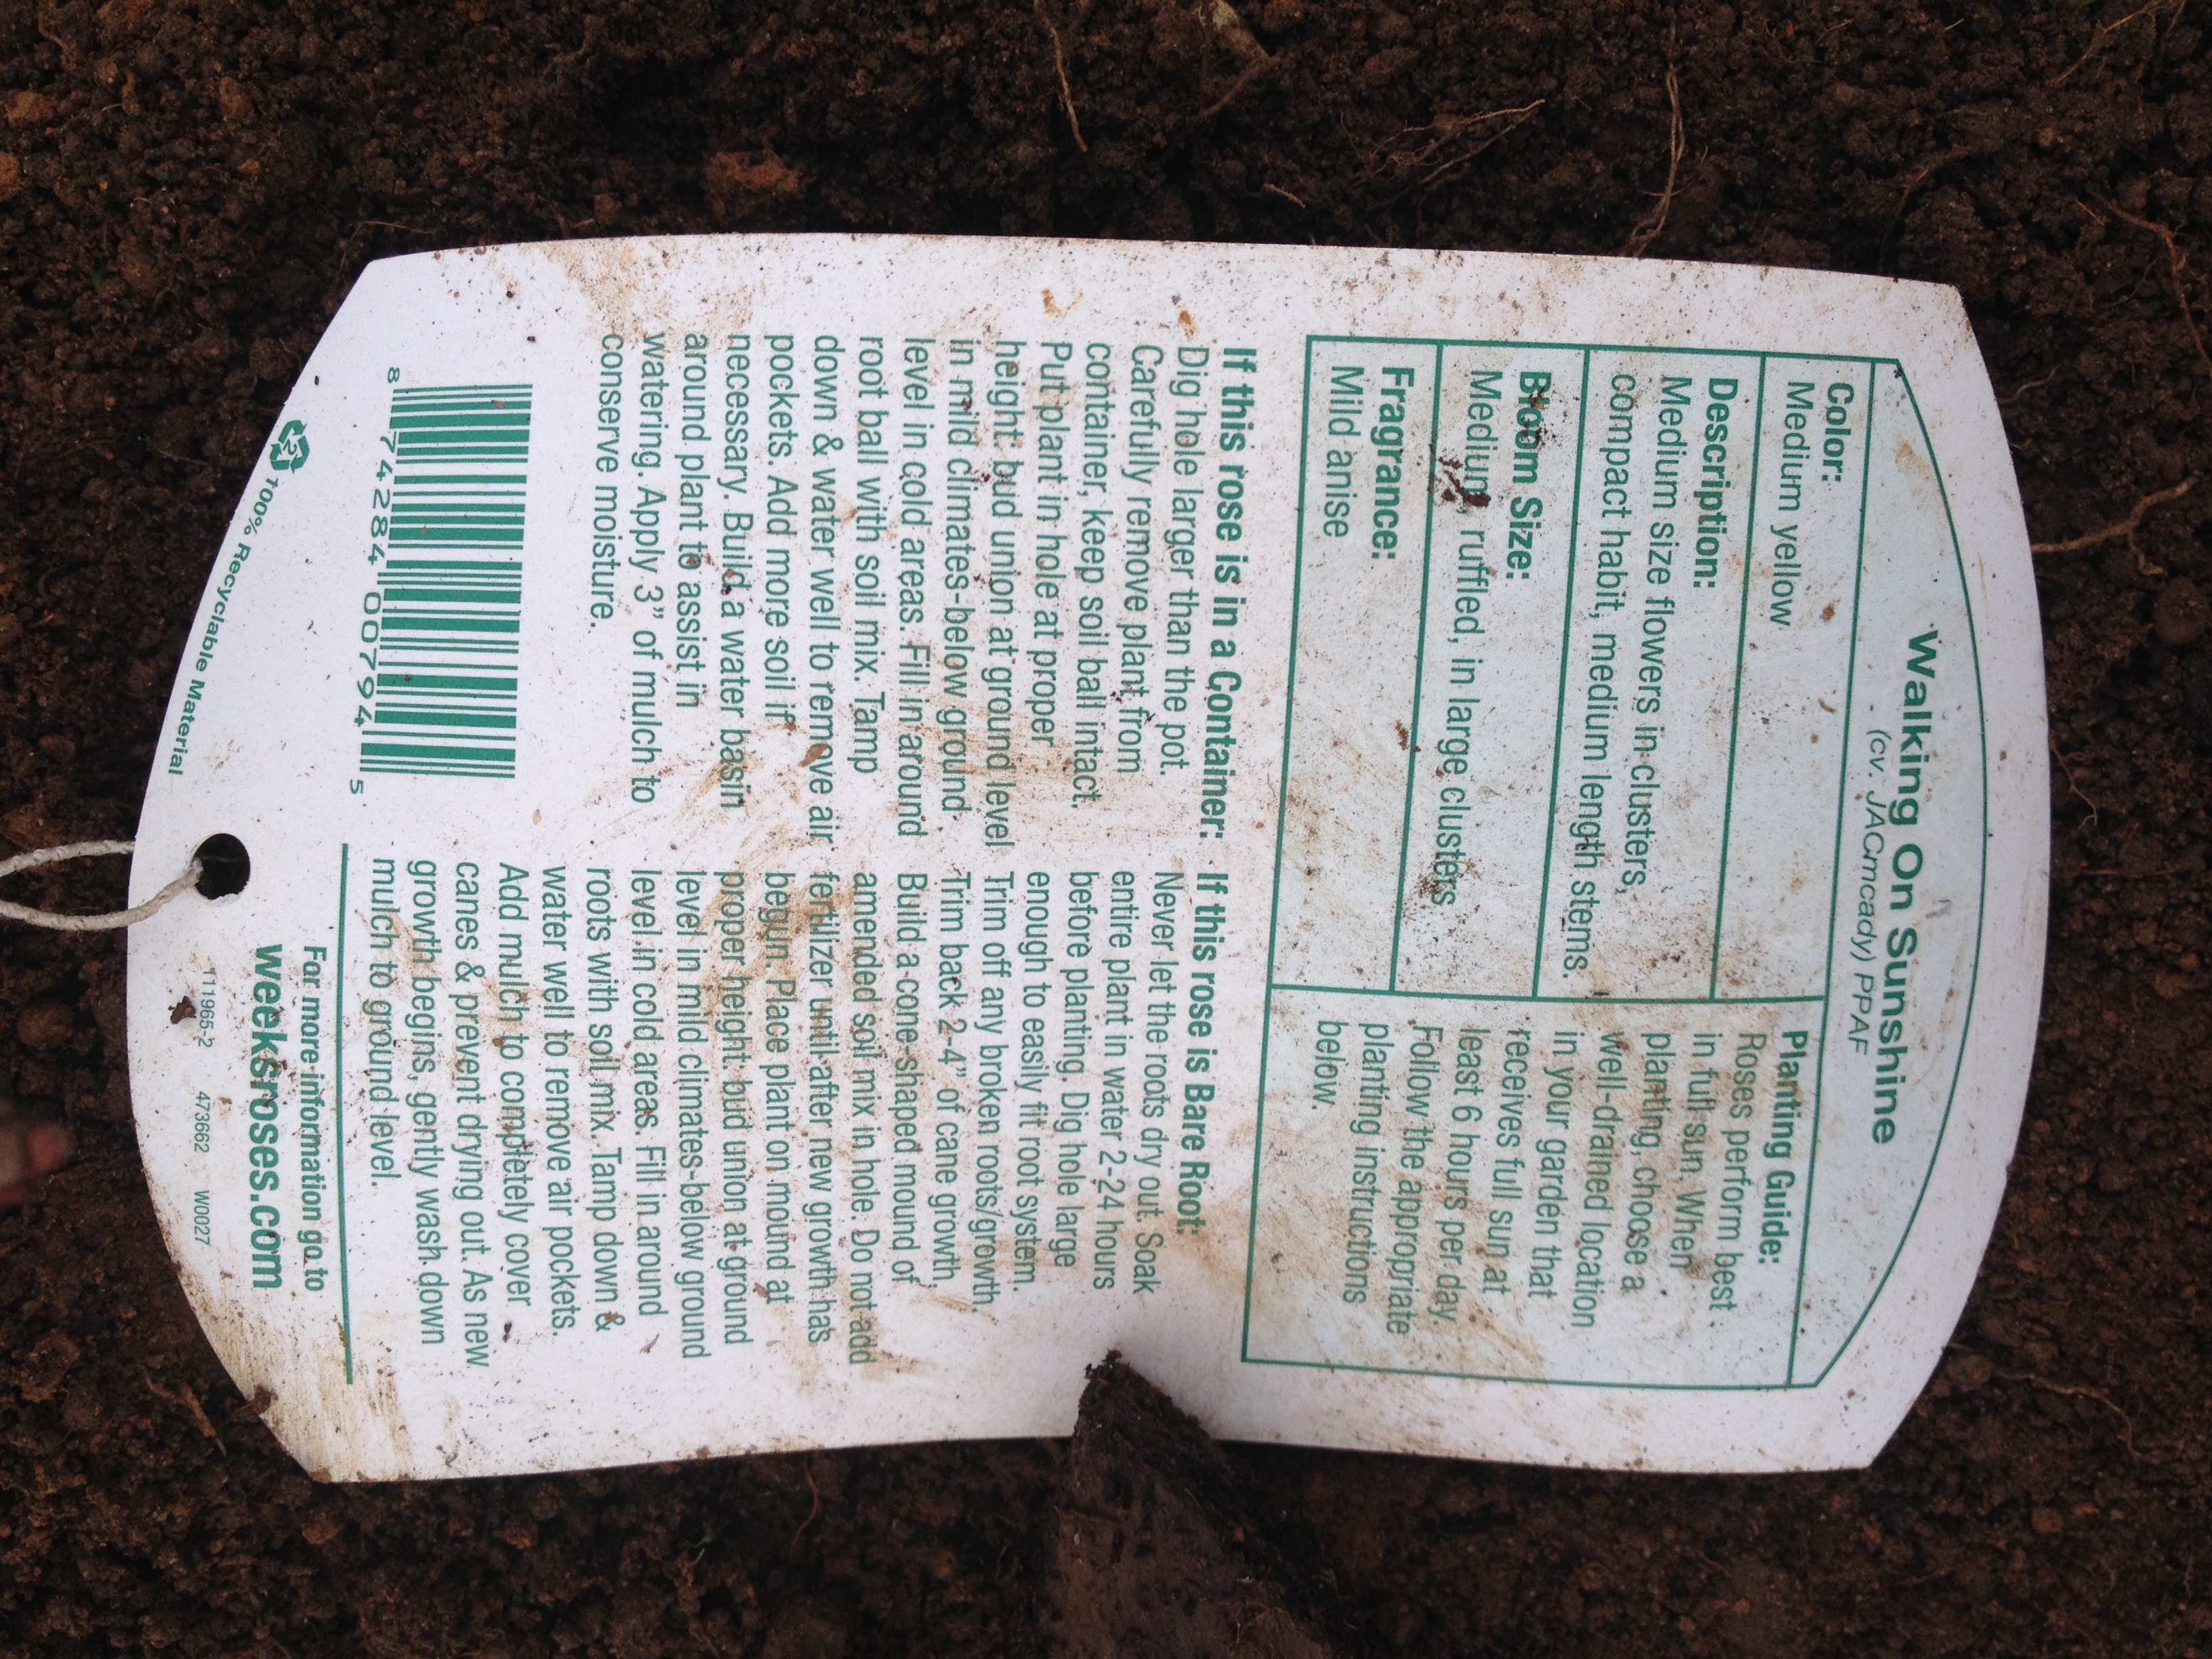 Walking On Sunshine
(cv. JACmcady) PPAF
Color:
Medium yellow
Description:
Medium size flowers in clusters,
compact habit, medium length stems.
Bloom Size:
Medium, ruffled, in large clusters
Fragrance:
Mild anise
Planting Guide:
Roses perform best
in full sun. When
planting, choose a
well-drained location
in your garden that
receives full sun at
least 6 hours per day.
Follow the appropriate
planting instructions
below.
If this rose is in a Container:
Dig hole larger than the pot.
Carefully remove plant from
container, keep soil ball intact.
Put plant in hole at proper
height: bud union at ground level
in mild climates-below ground
level in cold areas. Fill in around
root ball with soil mix. Tamp
down & water well to remove air
pockets. Add more soil if
necessary. Build a water basin
around plant to assist in
watering. Apply 3" of mulch to
conserve moisture.
8 74284 00794 5
100% Recyclable Material
If this rose is Bare Root:
Never let the roots dry out. Soak
entire plant in water 2-24 hours
before planting. Dig hole large
enough to easily fit root system.
Trim off any broken roots/growth.
Trim back 2-4" of cane growth.
Build a cone-shaped mound of
amended soil mix in hole. Do not add
fertilizer until after new growth has
begun. Place plant on mound at
proper height: bud union at ground
level in mild climates-below ground
level in cold areas. Fill in around
roots with soil mix. Tamp down &
water well to remove air pockets.
Add mulch to completely cover
canes & prevent drying out. As new
growth begins, gently wash down
mulch to ground level.
For more information go to
weeksroses.com
111965-2 473662 W0027